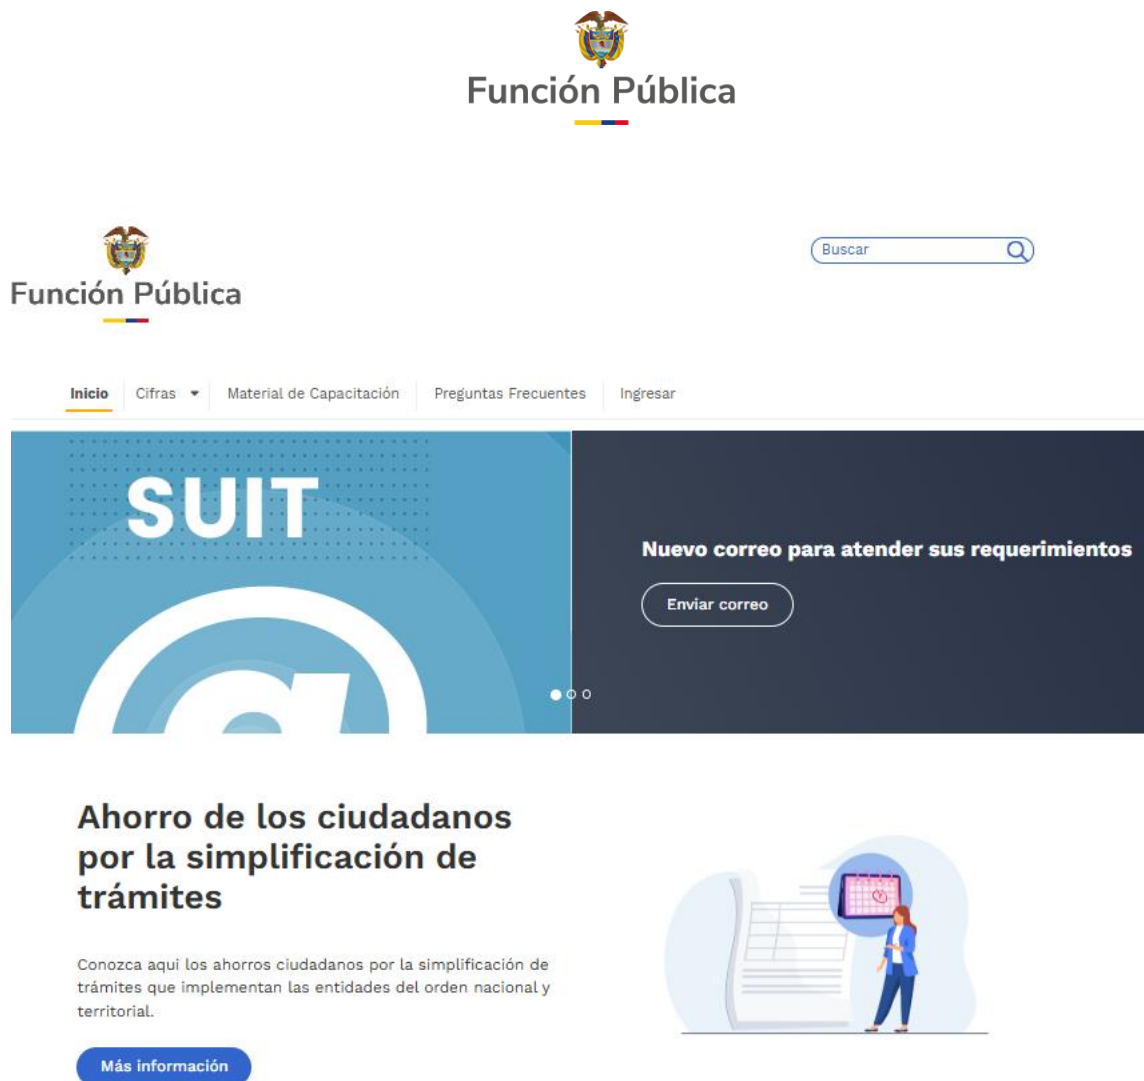 Función Pública
Función Pública
Buscar
Inicio
Cifras
Material de Capacitación
Preguntas Frecuentes
Ingresar
SUIT
@
Nuevo correo para atender sus requerimientos
Enviar correo
Ahorro de los ciudadanos
por la simplificación de
trámites
Conozca aqui los ahorros ciudadanos por la simplificación de
trámites que implementan las entidades del orden nacional y
territorial.
Más información